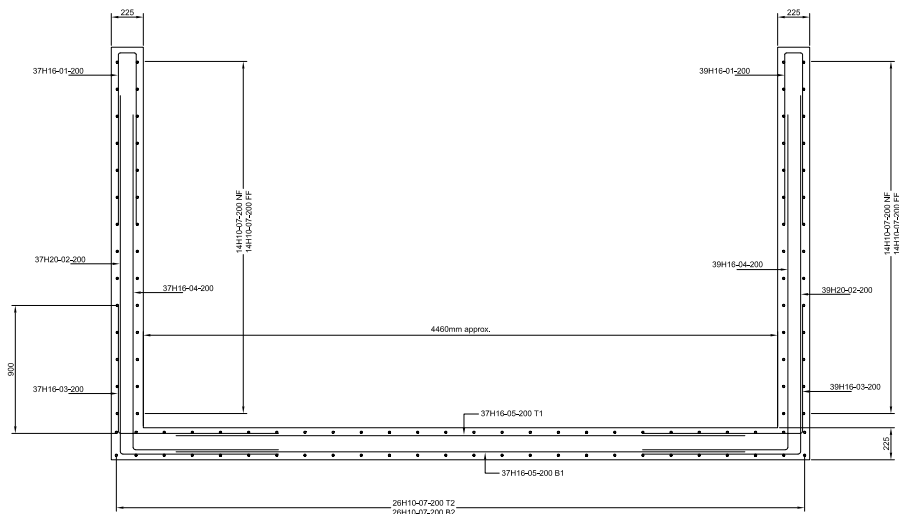 225
225
37H16-01-200
39H16-01-200
14H10-07-200 NF
14H10-07-200 FF
14H10-07-200 NF
14H10-07-200 FF
37H20-02-200
39H16-04-200
37H16-04-200
39H20-02-200
4460mm approx.
900
37H16-03-200
39H16-03-200
37H16-05-200 T1
225
37H16-05-200 B1
26H10-07-200 T2
26H10-07-200 B2